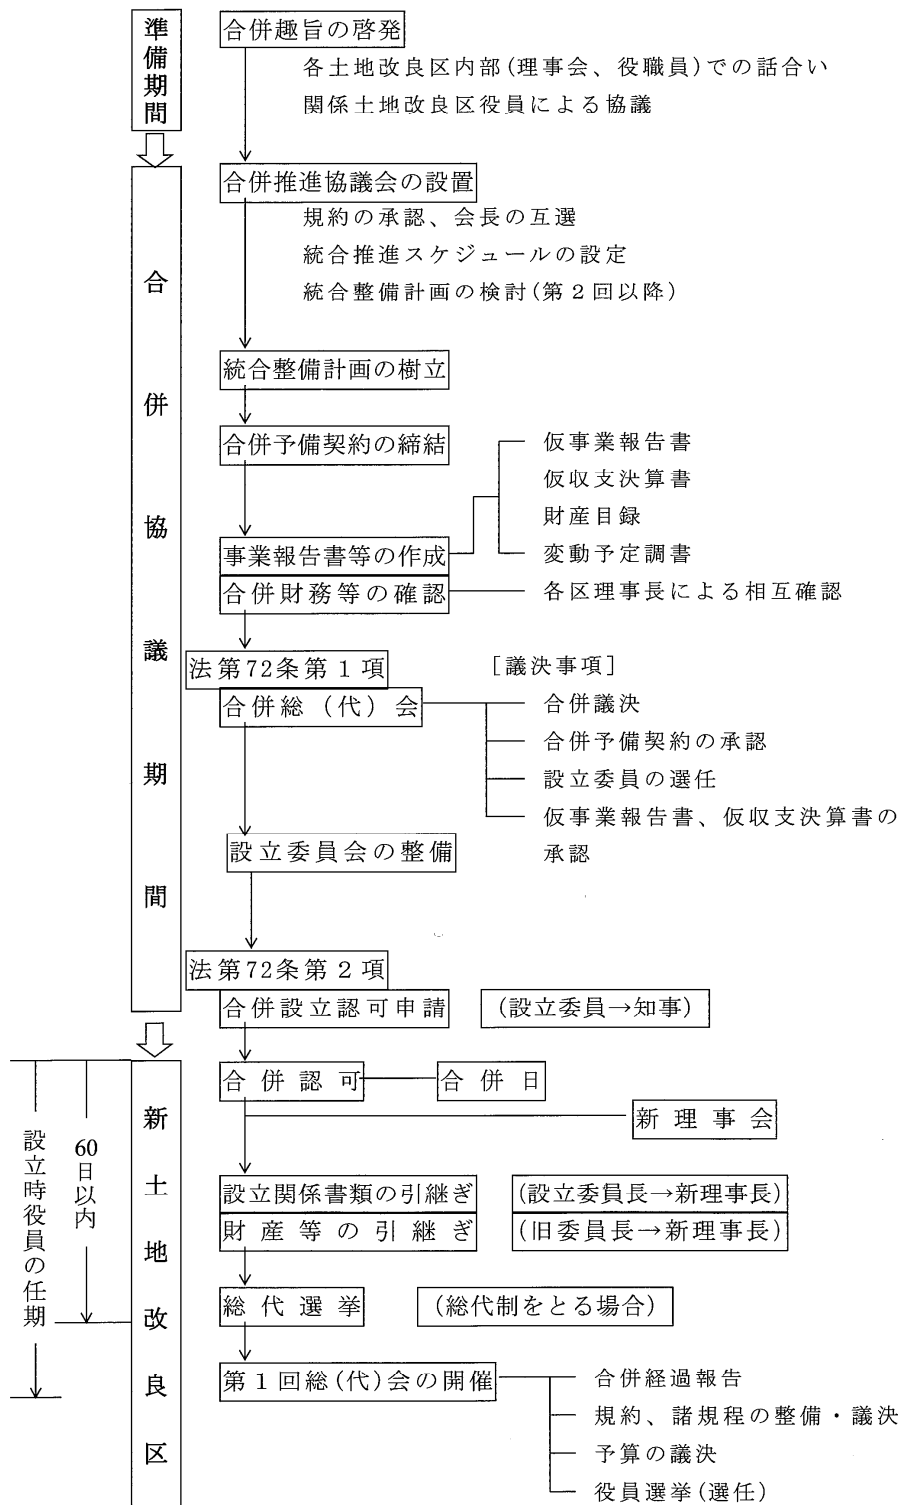 準備期間
合併趣旨の啓発
各土地改良区内部(理事会、役職員)での話合い
関係土地改良区役員による協議
合併協議期間
合併推進協議会の設置
規約の承認、会長の互選
統合推進スケジュールの設定
統合整備計画の検討(第2回以降)
統合整備計画の樹立
合併予備契約の締結
事業報告書等の作成
仮事業報告書
仮収支決算書
財産目録
変動予定調書
合併財務等の確認
各区理事長による相互確認
法第72条第1項
合併総(代)会
[議決事項]
合併議決
合併予備契約の承認
設立委員の選任
仮事業報告書、仮収支決算書の
承認
設立委員会の整備
法第72条第2項
合併設立認可申請
(設立委員→知事)
新土地改良区
設立時役員の任期
60日以内
合併認可
合併日
新理事会
設立関係書類の引継ぎ
(設立委員長→新理事長)
財産等の引継ぎ
(旧委員長→新理事長)
総代選挙
(総代制をとる場合)
第1回総(代)会の開催
合併経過報告
規約、諸規程の整備・議決
予算の議決
役員選挙(選任)